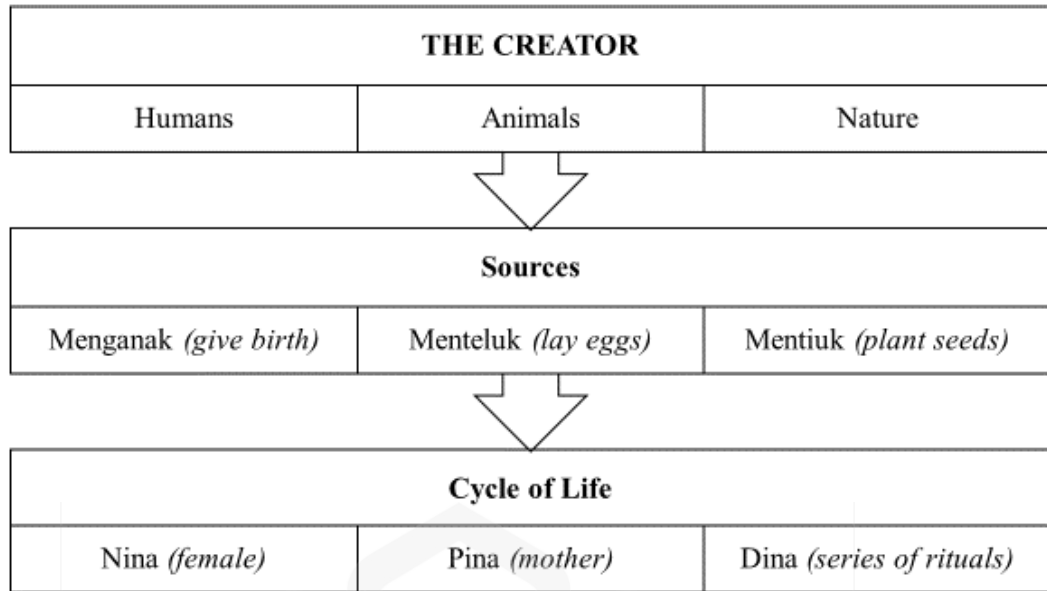 THE CREATOR
Humans Animals Nature
Sources
Menganak (give birth) Menteluk (lay eggs) Mentiuk (plant seeds)
Cycle of Life
Nina (female) Pina (mother) Dina (series of rituals)